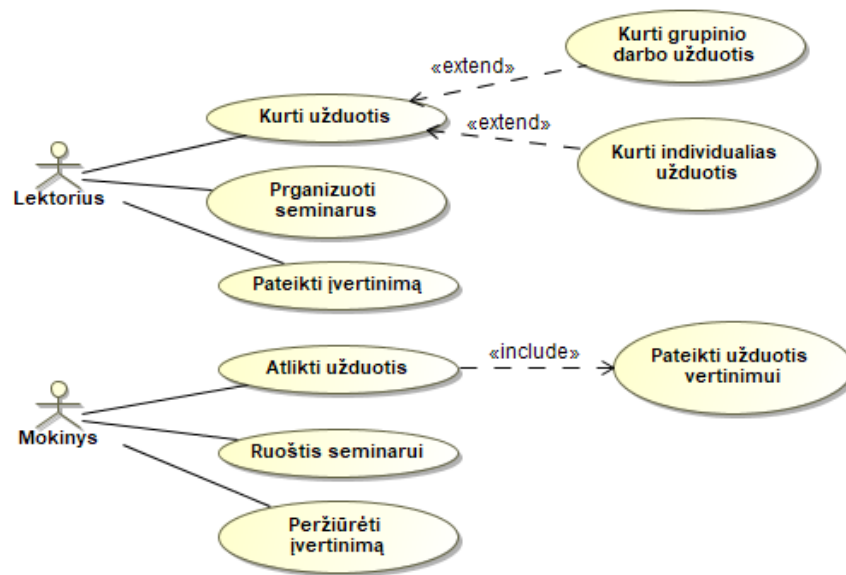 Kurti grupinio
darbo užduotis
«extend»
Kurti užduotis
«extend»
Kurti individualias
užduotis
Lektorius
Prganizuoti
seminarus
Pateikti įvertinimą
Atlikti užduotis
«include»
Pateikti užduotis
vertinimui
Mokinys
Ruoštis seminarui
Peržiūrėti
įvertinimą